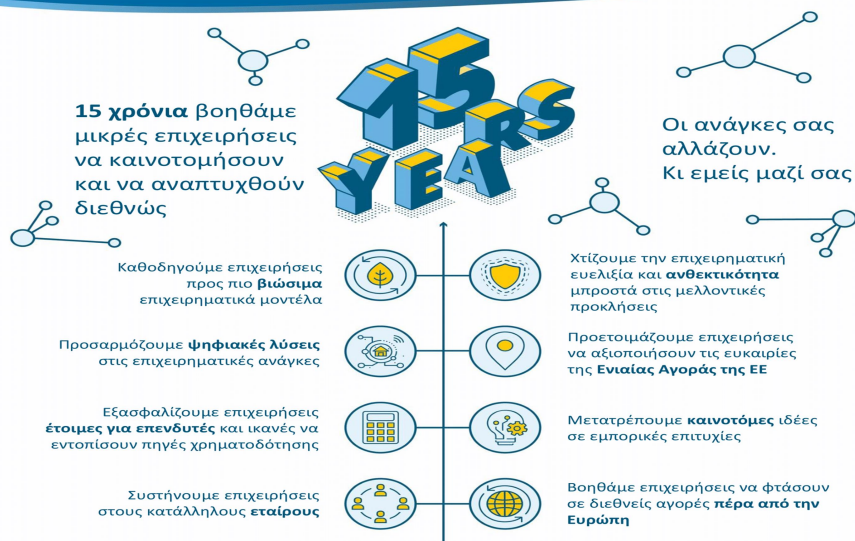 15 YEARS
15 χρόνια βοηθάμε
μικρές επιχειρήσεις
να καινοτομήσουν
και να αναπτυχθούν
διεθνώς
Οι ανάγκες σας
αλλάζουν.
Κι εμείς μαζί σας
Καθοδηγούμε επιχειρήσεις
προς πιο βιώσιμα
επιχειρηματικά μοντέλα
Χτίζουμε την επιχειρηματική
ευελιξία και ανθεκτικότητα
μπροστά στις μελλοντικές
προκλήσεις
Προσαρμόζουμε ψηφιακές λύσεις
στις επιχειρηματικές ανάγκες
Προετοιμάζουμε επιχειρήσεις
να αξιοποιήσουν τις ευκαιρίες
της Ενιαίας Αγοράς της ΕΕ
Εξασφαλίζουμε επιχειρήσεις
έτοιμες για επενδυτές και ικανές να
εντοπίσουν πηγές χρηματοδότησης
Μετατρέπουμε καινοτόμες ιδέες
σε εμπορικές επιτυχίες
Συστήνουμε επιχειρήσεις
στους κατάλληλους εταίρους
Βοηθάμε επιχειρήσεις να φτάσουν
σε διεθνείς αγορές πέρα από την
Ευρώπη